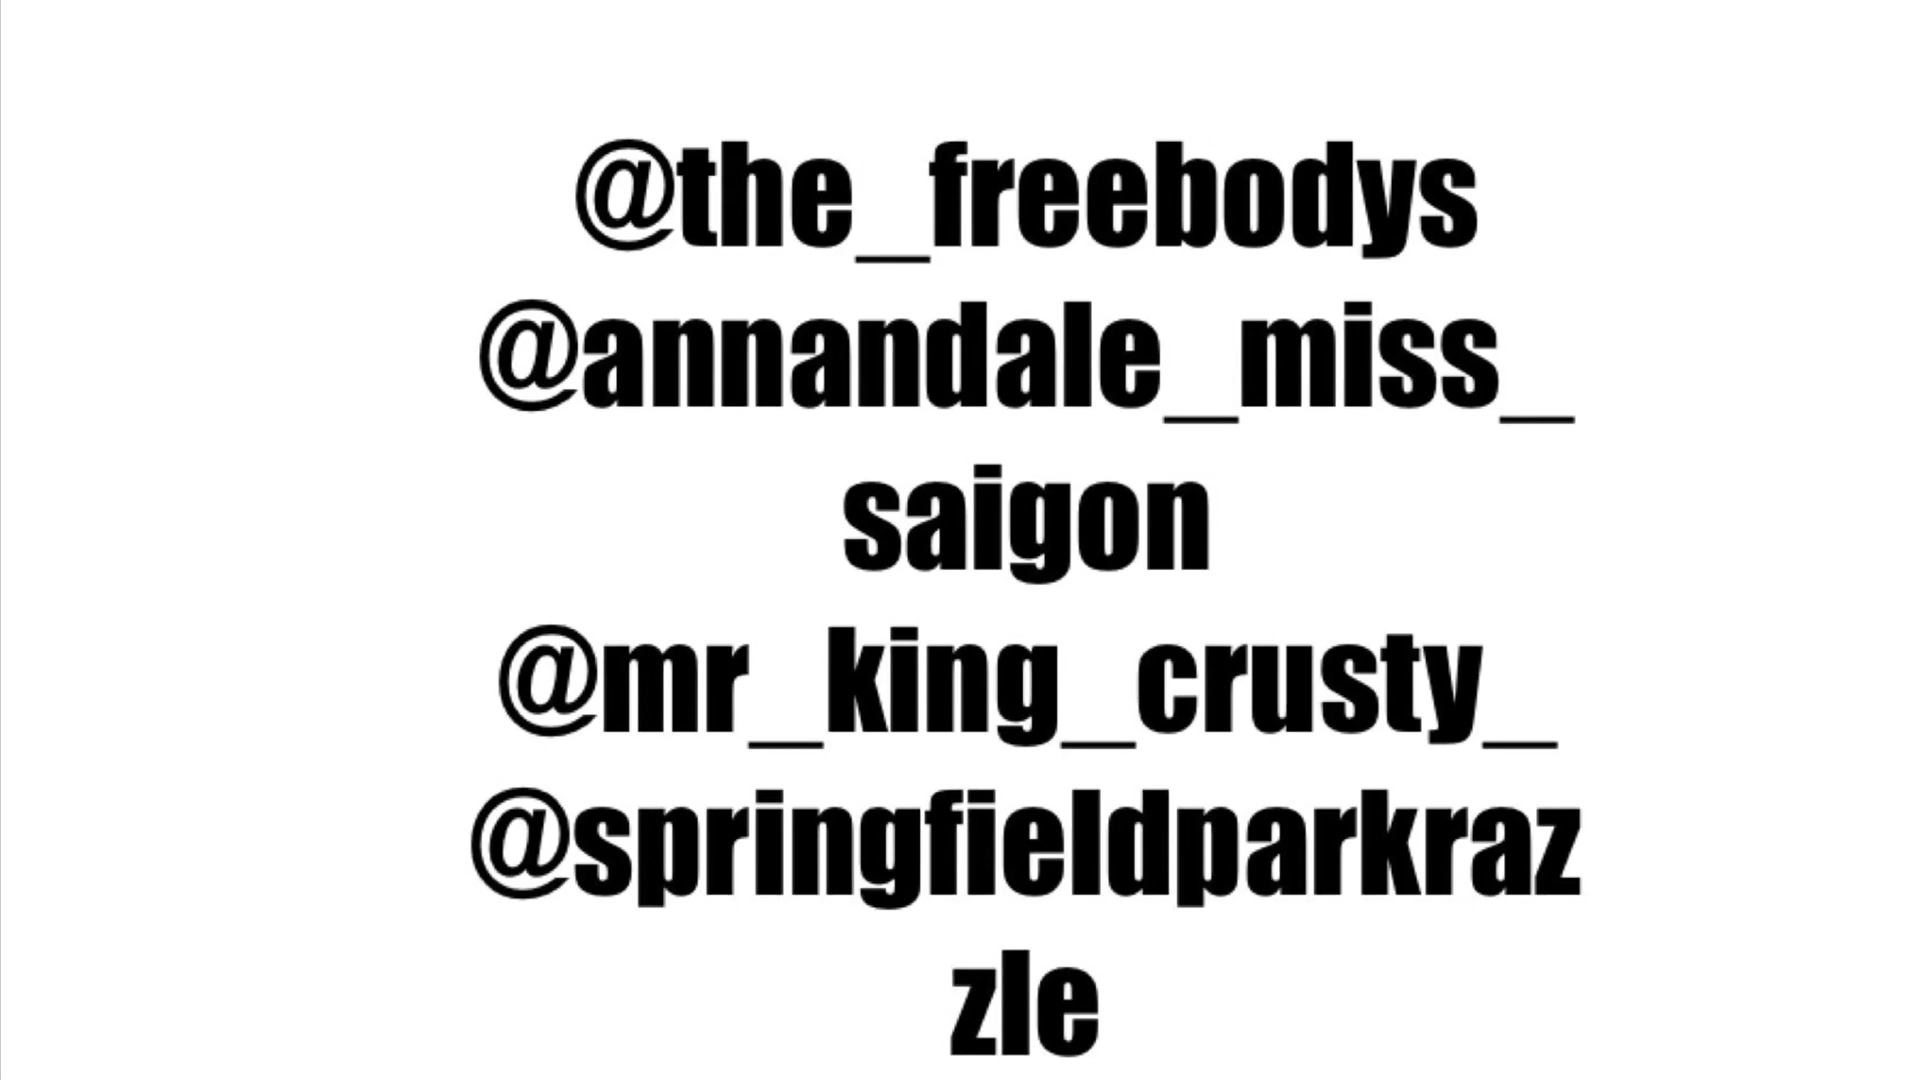 @the_freebodys
@annandale_miss_
saigon
@mr_king_crusty_
@springfieldparkraz
zle